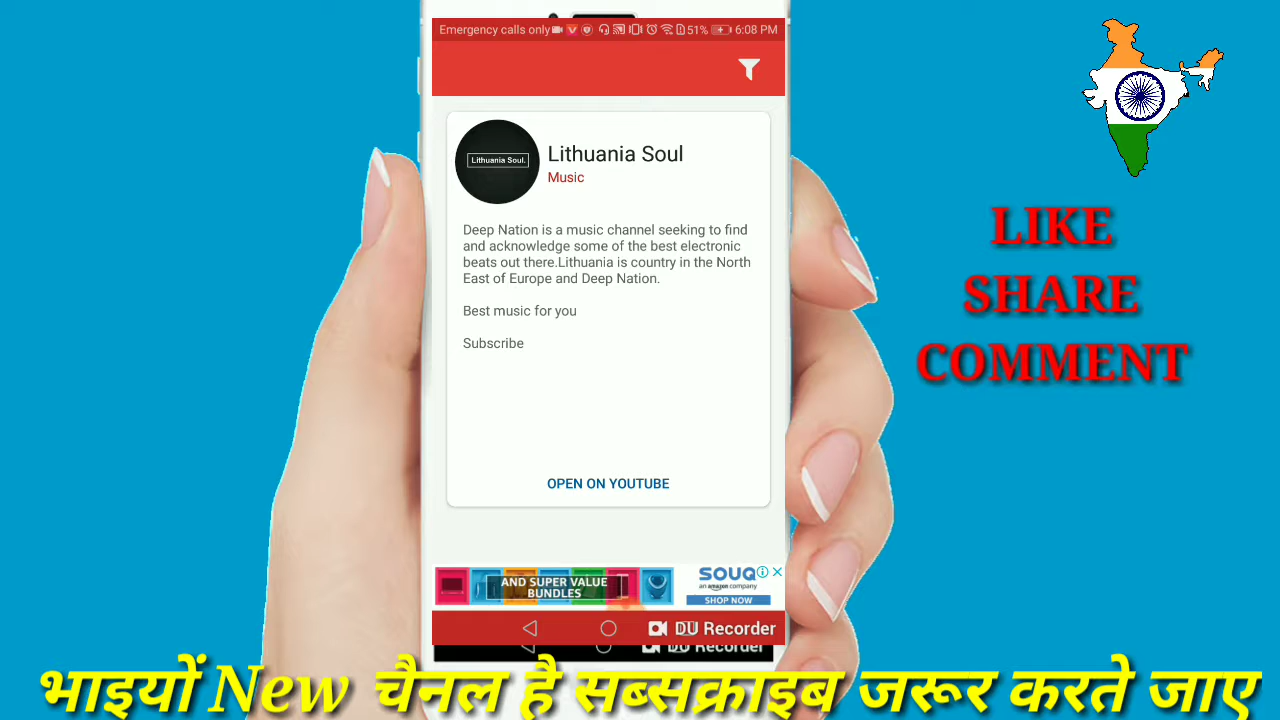 Emergency calls only 51% 6:08 PM
Lithuania Soul.
Lithuania Soul
Music
Deep Nation is a music channel seeking to find
and acknowledge some of the best electronic
beats out there.Lithuania is country in the North
East of Europe and Deep Nation.
Best music for you
Subscribe
OPEN ON YOUTUBE
AND SUPER VALUE
BUNDLES
SOUQ
an amazon company
SHOP NOW
DU Recorder
DU Recorder
LIKE
SHARE
COMMENT
भाइयों New चैनल है सब्सक्राइब जरूर करते जाए